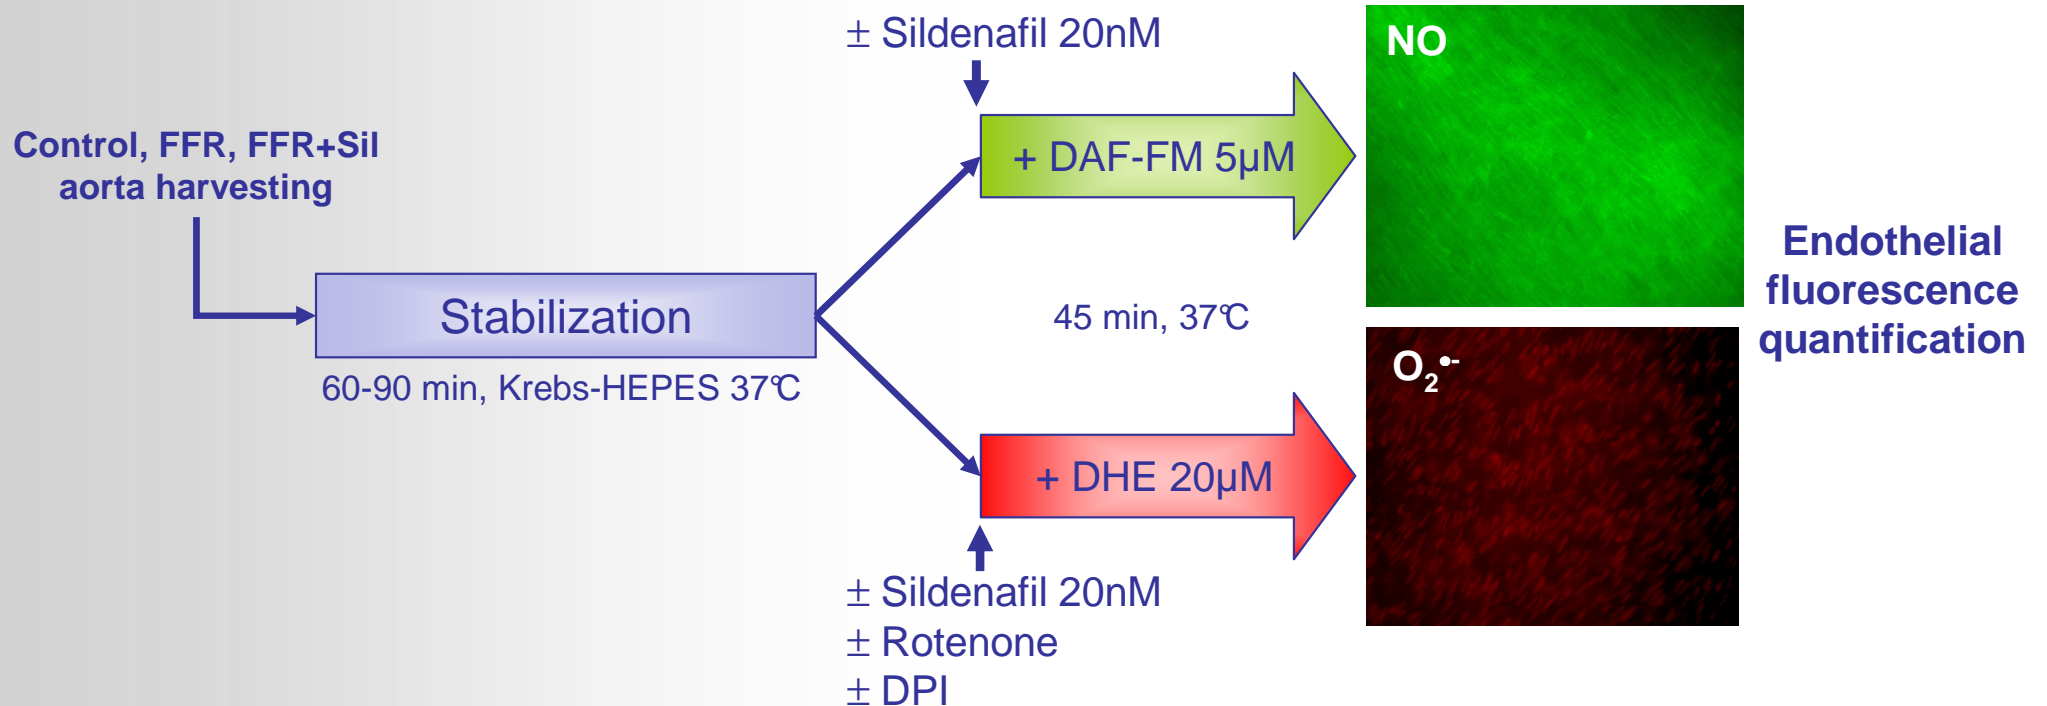 Control, FFR, FFR+Sil
aorta harvesting
Stabilization
60-90 min, Krebs-HEPES 37°C
± Sildenafil 20nM
+ DAF-FM 5µM
45 min, 37°C
+ DHE 20µM
± Sildenafil 20nM
± Rotenone
± DPI
NO
O₂•-
Endothelial
fluorescence
quantification